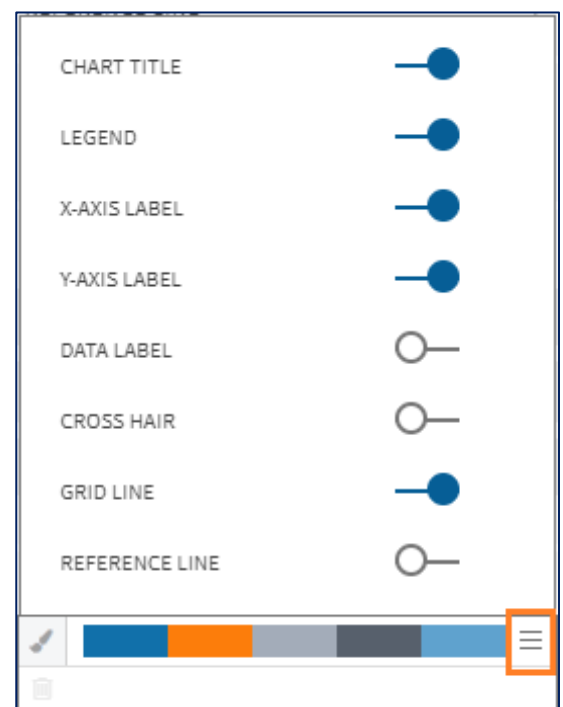 CHART TITLE
LEGEND
X-AXIS LABEL
Y-AXIS LABEL
DATA LABEL
CROSS HAIR
GRID LINE
REFERENCE LINE